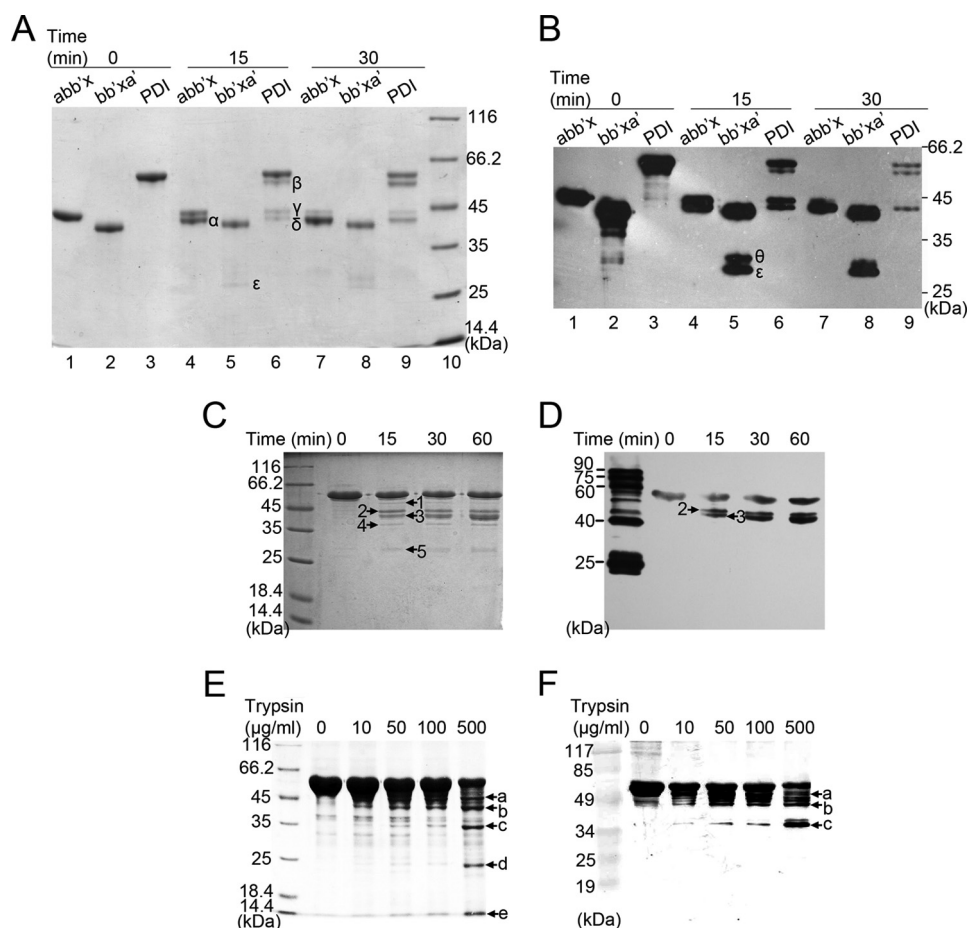 A
Time
(min) 0 15 30
abb'x bb'xa' PDI abb'x bb'xa' PDI abb'x bb'xa' PDI
116
66.2
45
35
25
14.4
(kDa)
α β γ δ ε
1 2 3 4 5 6 7 8 9 10
B
Time
(min) 0 15 30
abb'x bb'xa' PDI abb'x bb'xa' PDI abb'x bb'xa' PDI
66.2
45
35
25
(kDa)
θ
ε
1 2 3 4 5 6 7 8 9
C
Time (min) 0 15 30 60
116
66.2
45
35
25
18.4
14.4
(kDa)
1
2
3
4
5
D
Time (min) 0 15 30 60
90
75
60
40
25
(kDa)
2 3
E
Trypsin
(µg/ml) 0 10 50 100 500
116
66.2
45
35
25
18.4
14.4
(kDa)
a
b
c
d
e
F
Trypsin
(µg/ml) 0 10 50 100 500
117
85
49
34
25
19
(kDa)
a
b
c